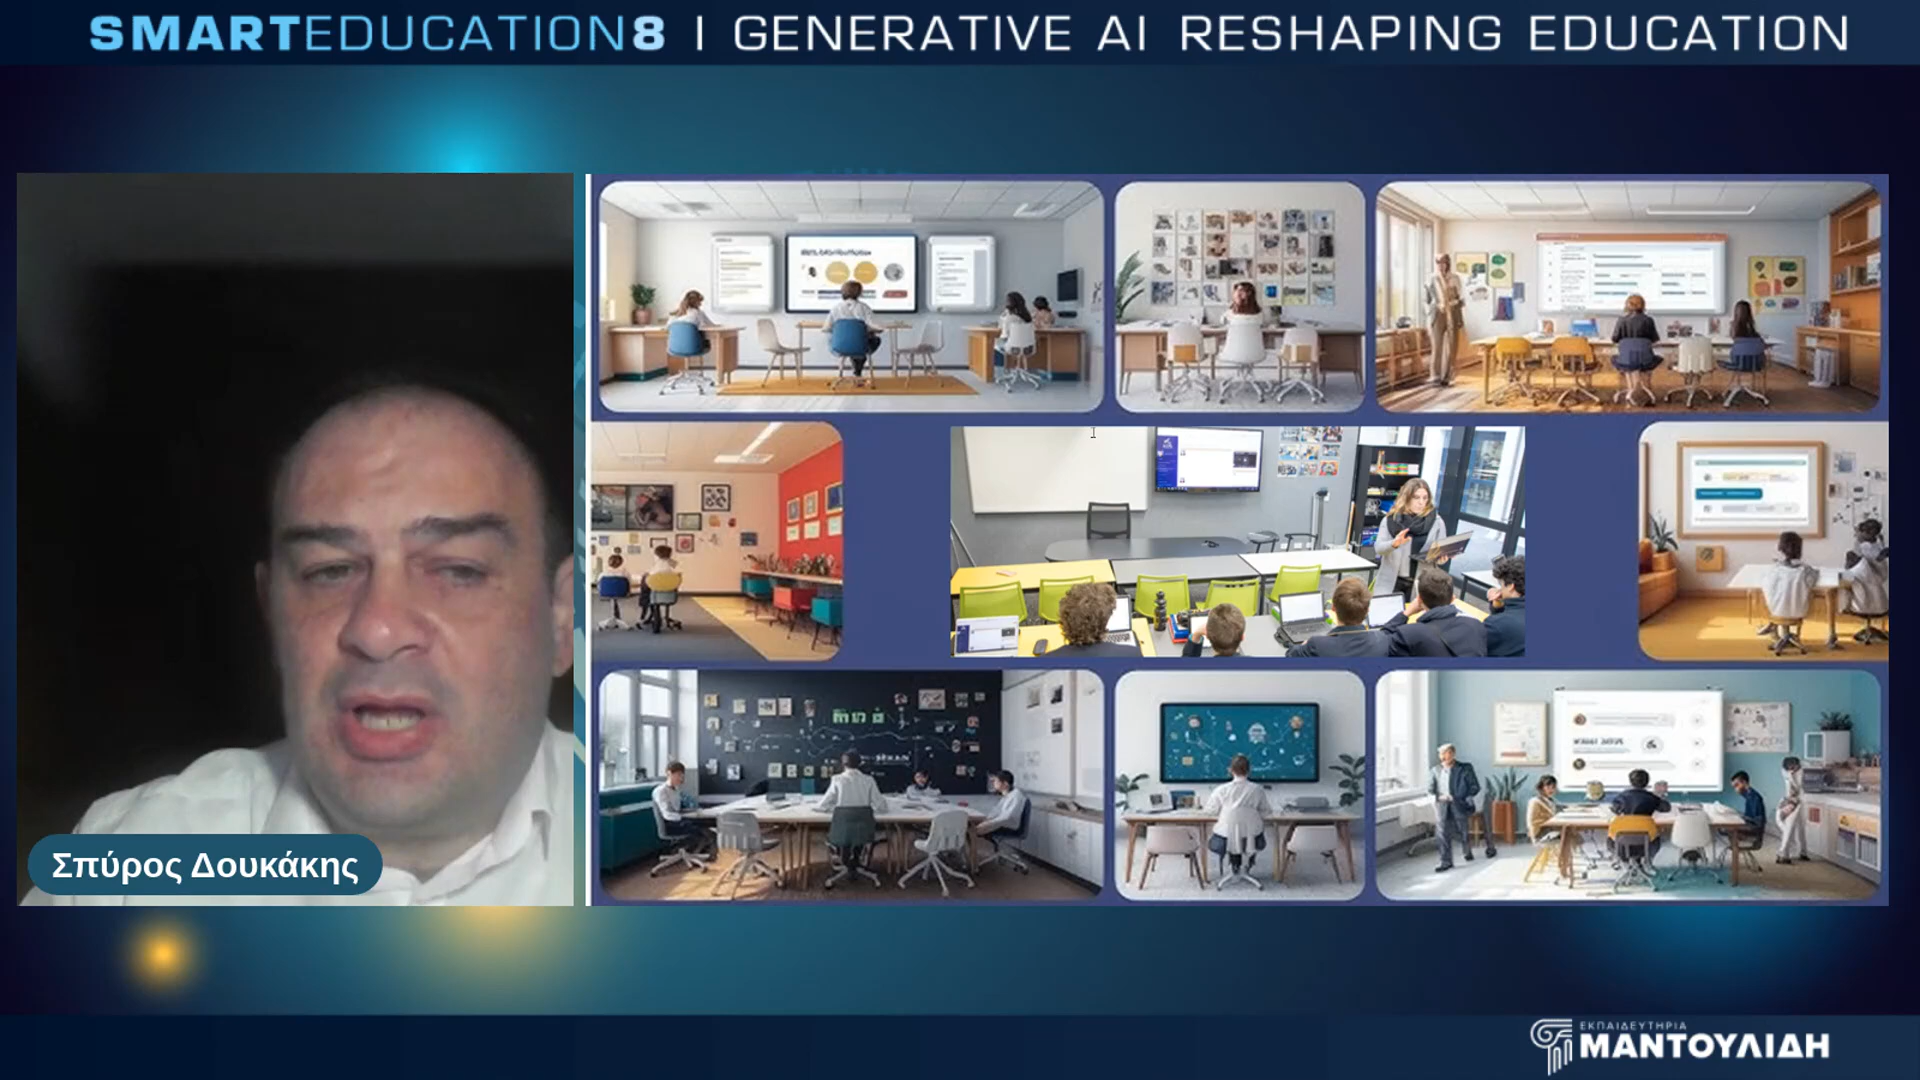 SMARTEDUCATION8 | GENERATIVE AI RESHAPING EDUCATION
Σπύρος Δουκάκης
ΕΚΠΑΙΔΕΥΤΗΡΙΑ
ΜΑΝΤΟΥΛΙΔΗ